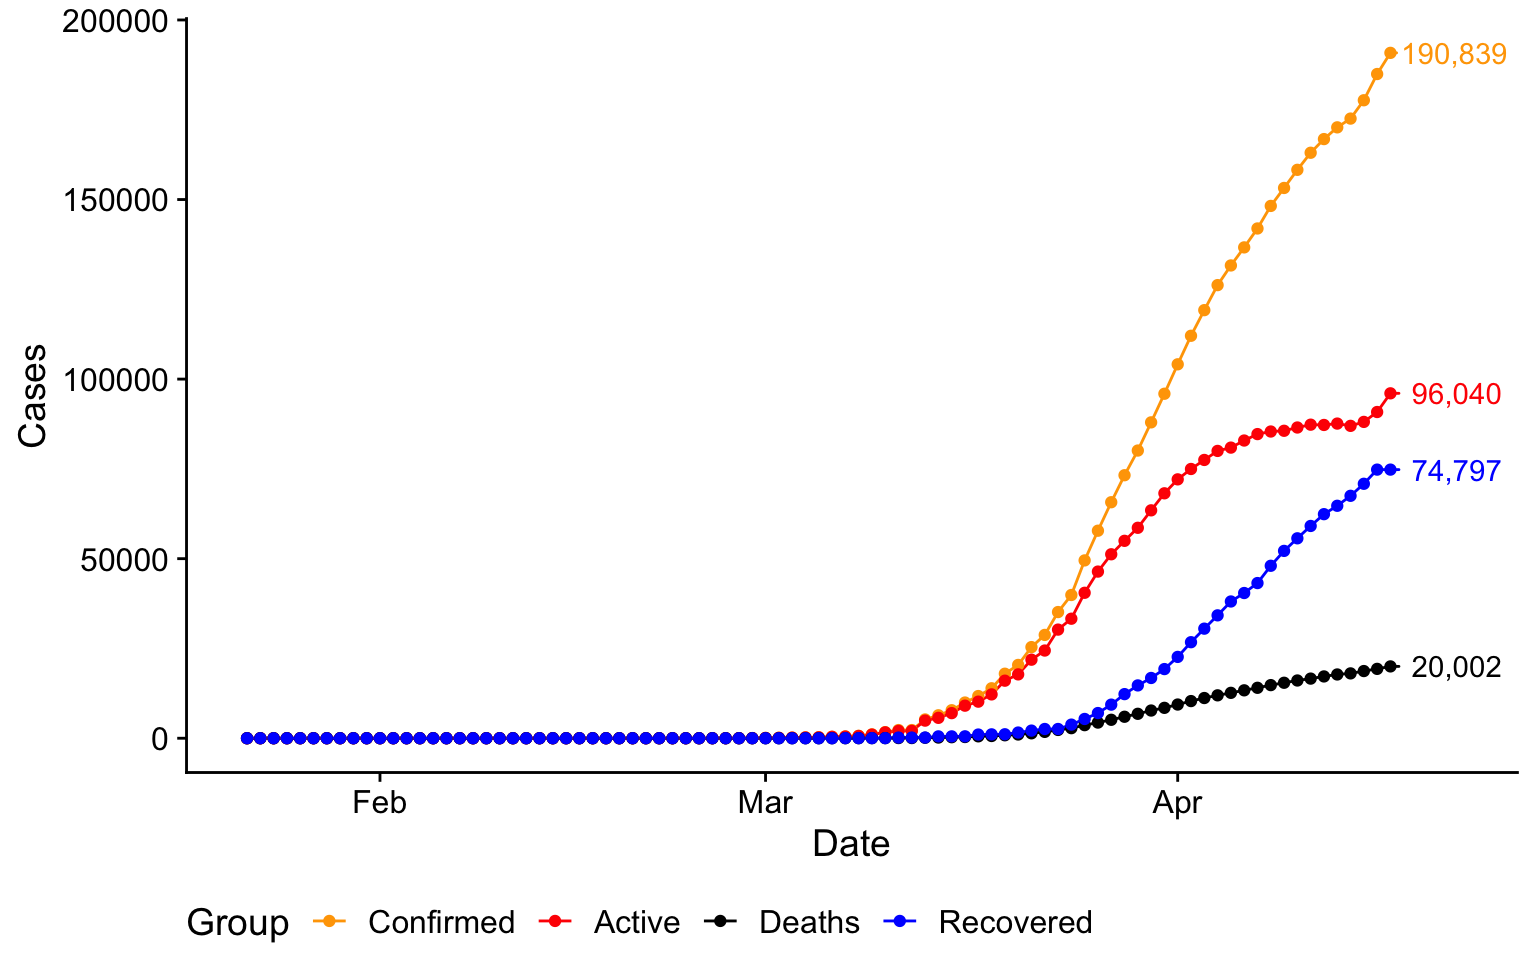 200000
190,839
150000
100000
96,040
Cases
74,797
50000
20,002
0
Feb Mar Apr
Date
Group Confirmed Active Deaths Recovered